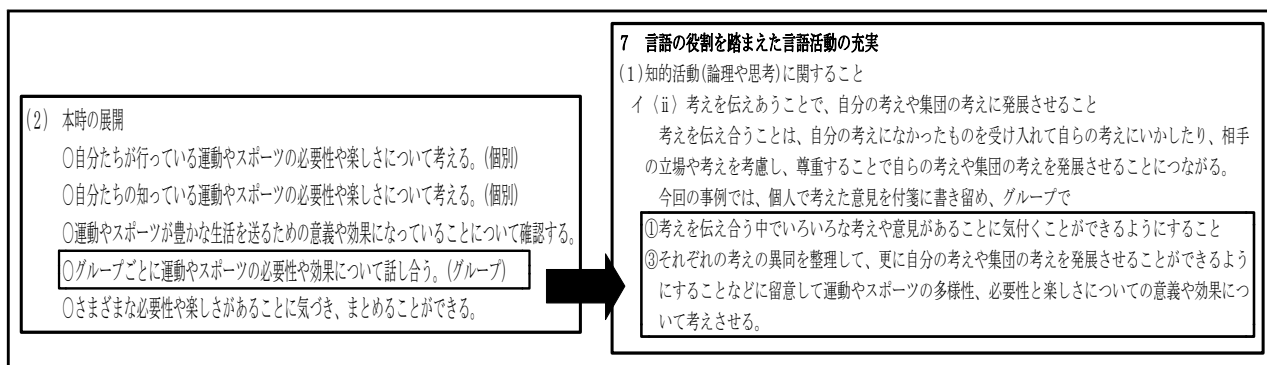 (2) 本時の展開
○自分たちが行っている運動やスポーツの必要性や楽しさについて考える。(個別)
○自分たちの知っている運動やスポーツの必要性や楽しさについて考える。(個別)
○運動やスポーツが豊かな生活を送るための意義や効果になっていることについて確認する。
○グループごとに運動やスポーツの必要性や効果について話し合う。(グループ)
○さまざまな必要性や楽しさがあることに気づき、まとめることができる。
7 言語の役割を踏まえた言語活動の充実
(1)知的活動(論理や思考)に関すること
イ〈ⅱ〉考えを伝えあうことで、自分の考えや集団の考えに発展させること
考えを伝え合うことは、自分の考えになかったものを受け入れて自らの考えにいかしたり、相手
の立場や考えを考慮し、尊重することで自らの考えや集団の考えを発展させることにつながる。
今回の事例では、個人で考えた意見を付箋に書き留め、グループで
①考えを伝え合う中でいろいろな考えや意見があることに気付くことができるようにすること
③それぞれの考えの異同を整理して、更に自分の考えや集団の考えを発展させることができるよう
にすることなどに留意して運動やスポーツの多様性、必要性と楽しさについての意義や効果につ
いて考えさせる。